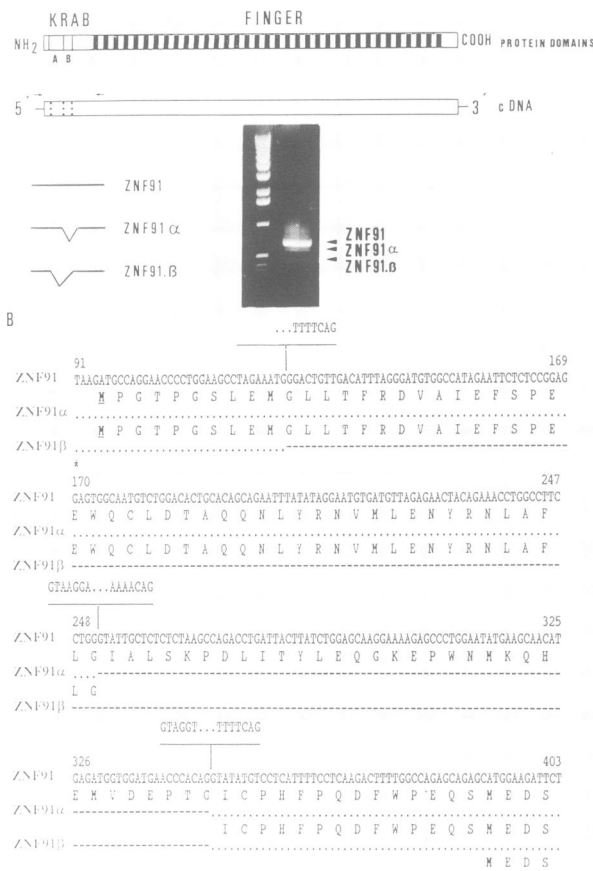 KRAB FINGER
NH2 COOH PROTEIN DOMAINS
A B
5´ 3´ cDNA
ZNF91
ZNF91α
ZNF91.ß
ZNF91
ZNF91α
ZNF91.ß
B
...TTTTCAG
91 169
ZNF91 TAAGATGCCAGGAACCCCTGGAAGCCTAGAAATGGGACTGTTGACATTTAGGGATGTGGCCATAGAATTCTCTCCGGAG
M P G T P G S L E M G L L T F R D V A I E F S P E
ZNF91α
M P G T P G S L E M G L L T F R D V A I E F S P E
ZNF91β
*
170 247
ZNF91 GAGTGGCAATGTCTGGACACTGCACAGCAGAATTTATATAGGAATGTGATGTTAGAGAACTACAGAAACCTGGCCTTC
E W Q C L D T A Q Q N L Y R N V M L E N Y R N L A F
ZNF91α
E W Q C L D T A Q Q N L Y R N V M L E N Y R N L A F
ZNF91β
GTAAGGA...AAAACAG
248 325
ZNF91 CTGGGTATTGCTCTCTCTAAGCCAGACCTGATTACTTATCTGGAGCAAGGAAAAGAGCCCTGGAATATGAAGCAACAT
L G I A L S K P D L I T Y L E Q G K E P W N M K Q H
ZNF91α
L G
ZNF91β
GTAGGT...TTTTCAG
326 403
ZNF91 GAGATGGTGGATGAACCCACAGGTATATGTCCTCATTTTCCTCAAGACTTTTGGCCAGAGCAGAGCATGGAAGATTCT
E M V D E P T G I C P H F P Q D F W P E Q S M E D S
ZNF91α
I C P H F P Q D F W P E Q S M E D S
ZNF91β
M E D S